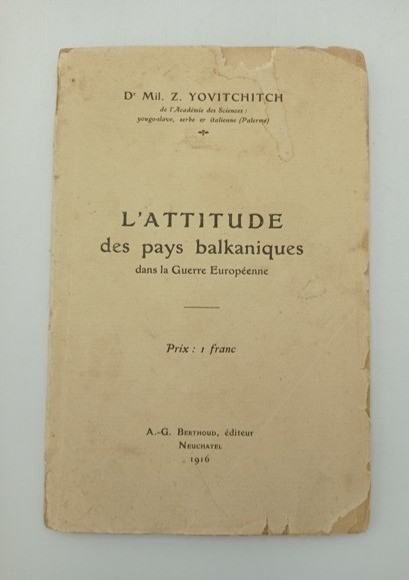 Dr Mil. Z. YOVITCHITCH
de l'Académie des Sciences :
yougo-slave, serbe et italienne (Palerme)
L'ATTITUDE
des pays balkaniques
dans la Guerre Européenne
Prix : 1 franc
A.-G. BERTHOUD, éditeur
NEUCHATEL
1916